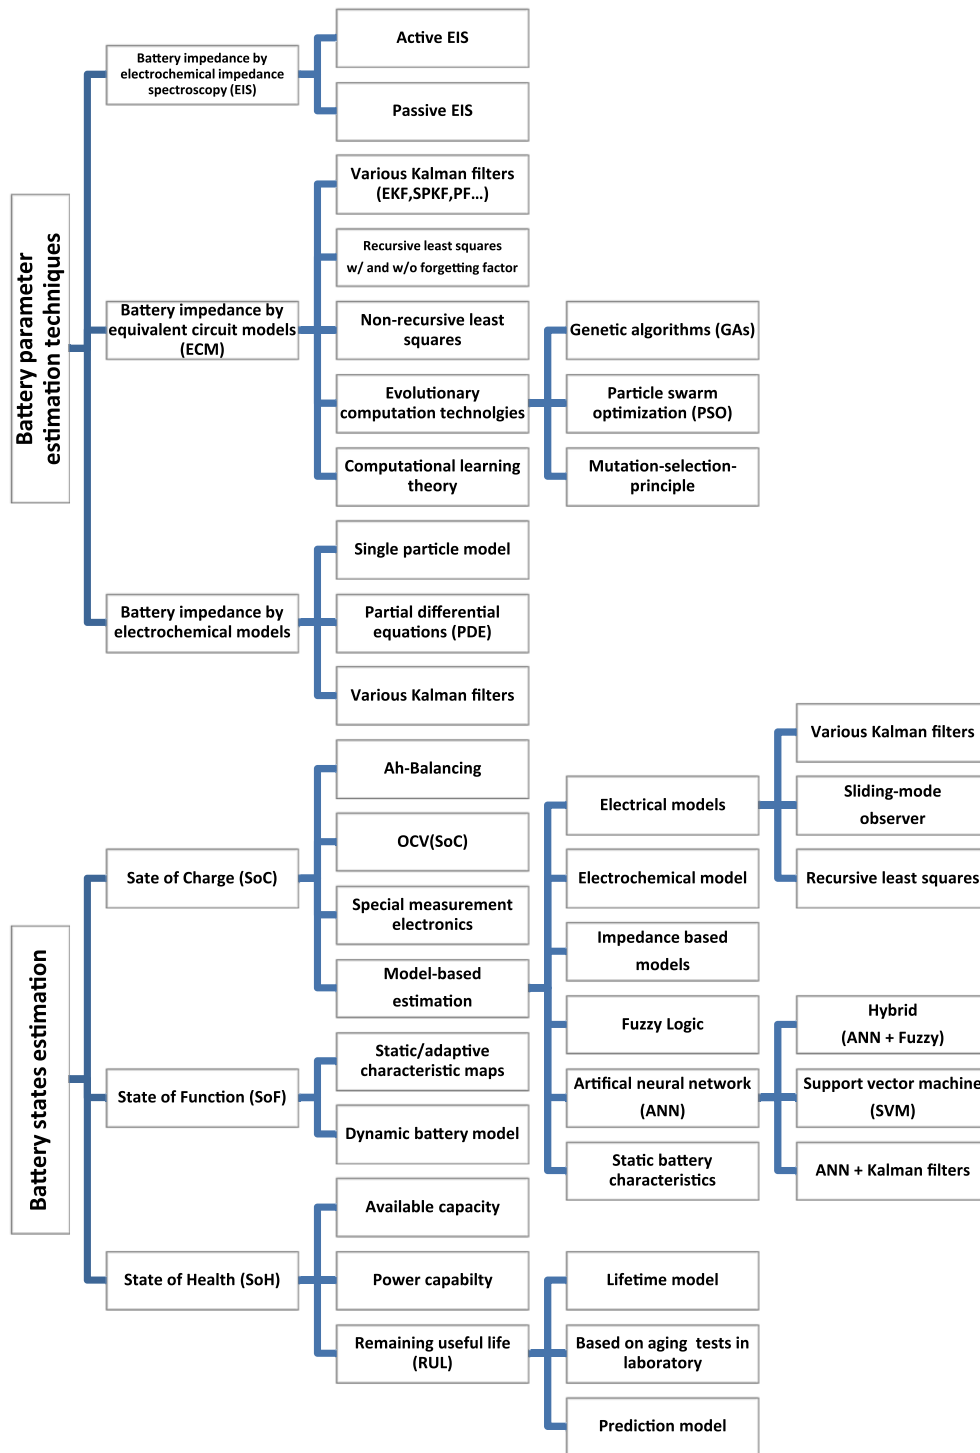 Battery parameter
estimation techniques
Battery impedance by
electrochemical impedance
spectroscopy (EIS)
Active EIS
Passive EIS
Battery impedance by
equivalent circuit models
(ECM)
Various Kalman filters
(EKF,SPKF,PF...)
Recursive least squares
w/ and w/o forgetting factor
Non-recursive least
squares
Evolutionary
computation technolgies
Genetic algorithms (GAs)
Particle swarm
optimization (PSO)
Mutation-selection-
principle
Computational learning
theory
Battery impedance by
electrochemical models
Single particle model
Partial differential
equations (PDE)
Various Kalman filters
Battery states estimation
Sate of Charge (SoC)
Ah-Balancing
OCV(SoC)
Special measurement
electronics
Model-based
estimation
Electrical models
Various Kalman filters
Sliding-mode
observer
Recursive least squares
Electrochemical model
Impedance based
models
Fuzzy Logic
Artifical neural network
(ANN)
Hybrid
(ANN + Fuzzy)
Support vector machine
(SVM)
ANN + Kalman filters
Static battery
characteristics
State of Function (SoF)
Static/adaptive
characteristic maps
Dynamic battery model
State of Health (SoH)
Available capacity
Power capabilty
Remaining useful life
(RUL)
Lifetime model
Based on aging tests in
laboratory
Prediction model